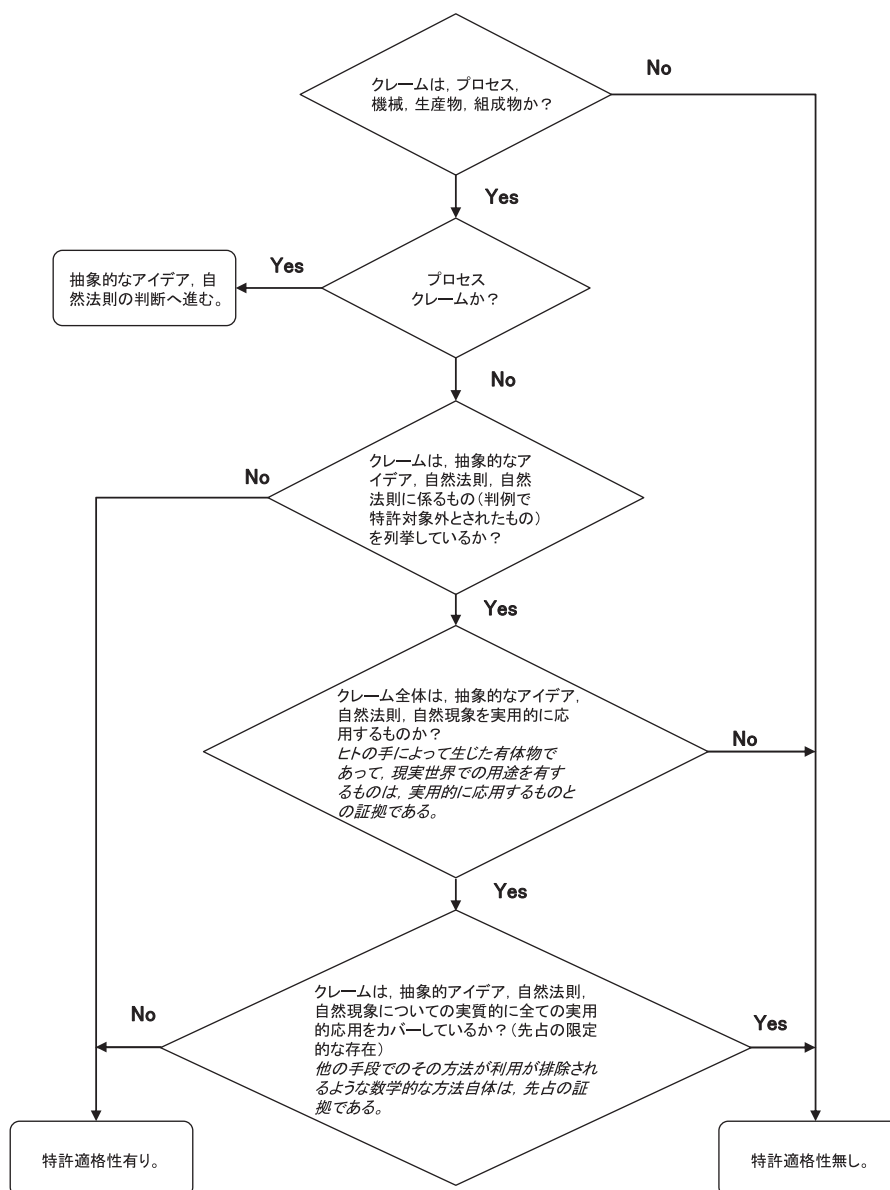 クレームは，プロセス，
機械，生産物，組成物か？
No
Yes
プロセス
クレームか？
Yes
抽象的なアイデア，自
然法則の判断へ進む。
No
クレームは，抽象的なア
イデア，自然法則，自然
法則に係るもの（判例で
特許対象外とされたもの）
を列挙しているか？
No
Yes
クレーム全体は，抽象的なアイデア，
自然法則，自然現象を実用的に応
用するものか？
ヒトの手によって生じた有体物で
あって，現実世界での用途を有す
るものは，実用的に応用するものと
の証拠である。
No
Yes
クレームは，抽象的アイデア，自然法則，
自然現象についての実質的に全ての実用
的応用をカバーしているか？（先占の限定
的な存在）
他の手段でのその方法が利用が排除され
るような数学的な方法自体は，先占の証
拠である。
No
Yes
特許適格性有り。
特許適格性無し。